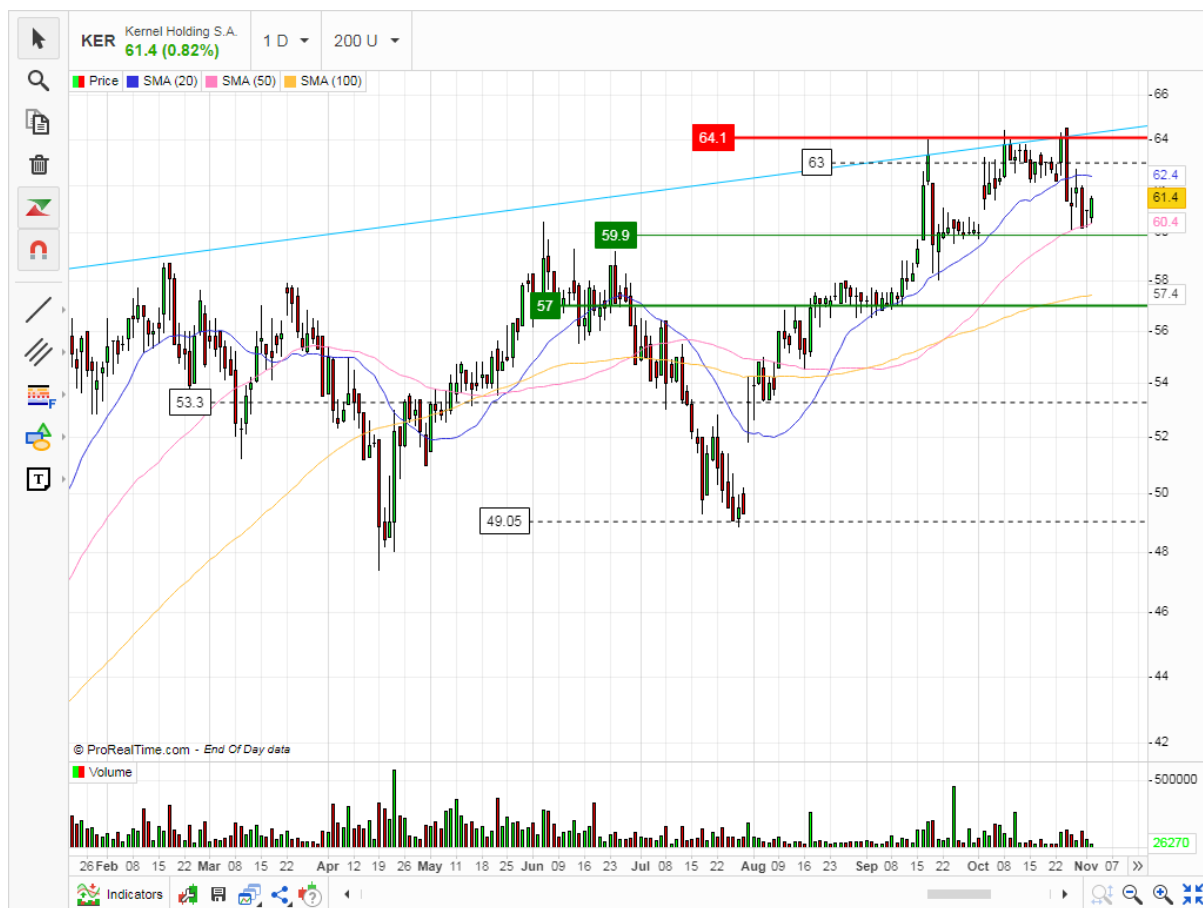 KER Kernel Holding S.A. 61.4 (0.82%) 1 D 200 U
Price SMA (20) SMA (50) SMA (100)
66
64.1
64
63
62.4
61.4
60.4
59.9
58
57.4
57
56
54
53.3
52
50
49.05
48
46
44
F
T
42
© ProRealTime.com - End Of Day data
Volume
500000
26270
26 Feb 08 15 22 Mar 08 15 22 Apr 12 19 26 May 11 18 25 Jun 09 16 23 Jul 08 15 22 Aug 09 16 23 Sep 08 15 22 Oct 08 15 22 Nov 07 »
Indicators